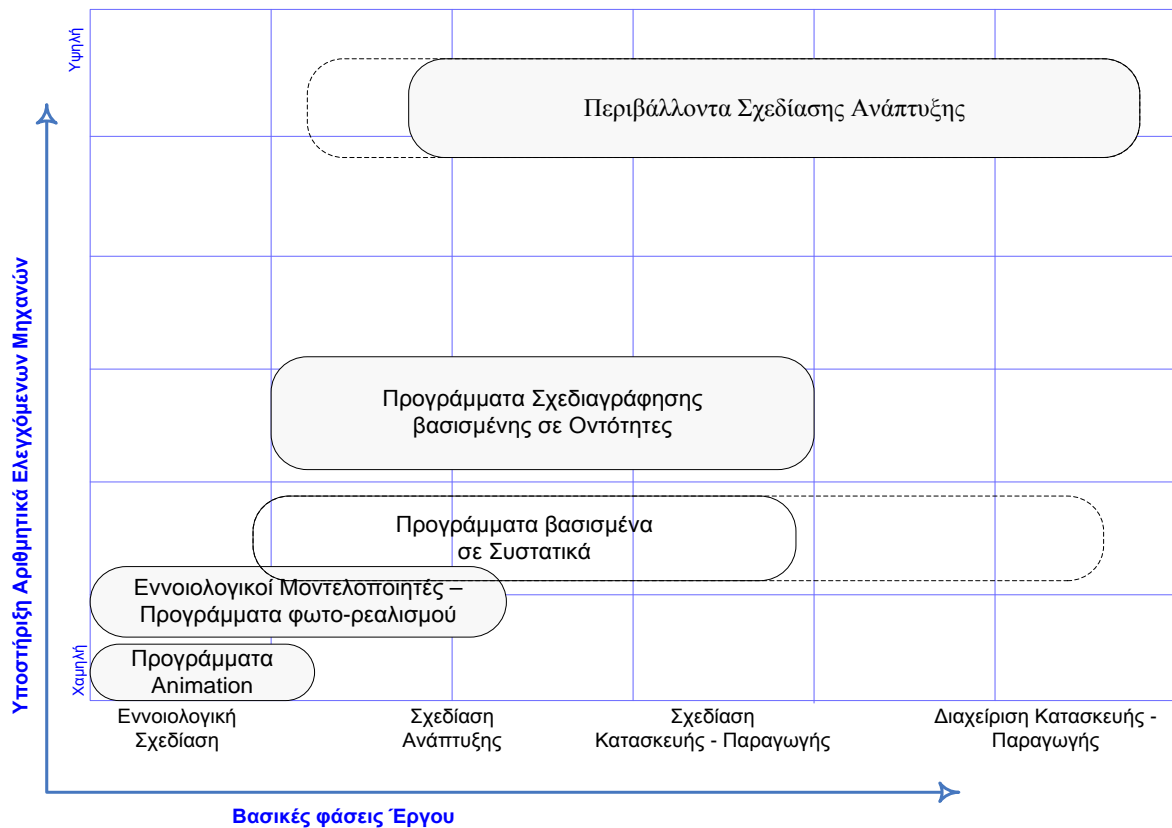 Υψηλή
Περιβάλλοντα Σχεδίασης Ανάπτυξης
Υποστήριξη Αριθμητικά Ελεγχόμενων Μηχανών
Προγράμματα Σχεδιαγράφησης
βασισμένης σε Οντότητες
Προγράμματα βασισμένα
σε Συστατικά
Εννοιολογικοί Μοντελοποιητές –
Προγράμματα φωτο-ρεαλισμού
Χαμηλή
Προγράμματα
Animation
Εννοιολογική
Σχεδίαση
Σχεδίαση
Ανάπτυξης
Σχεδίαση
Κατασκευής - Παραγωγής
Διαχείριση Κατασκευής -
Παραγωγής
Βασικές φάσεις Έργου